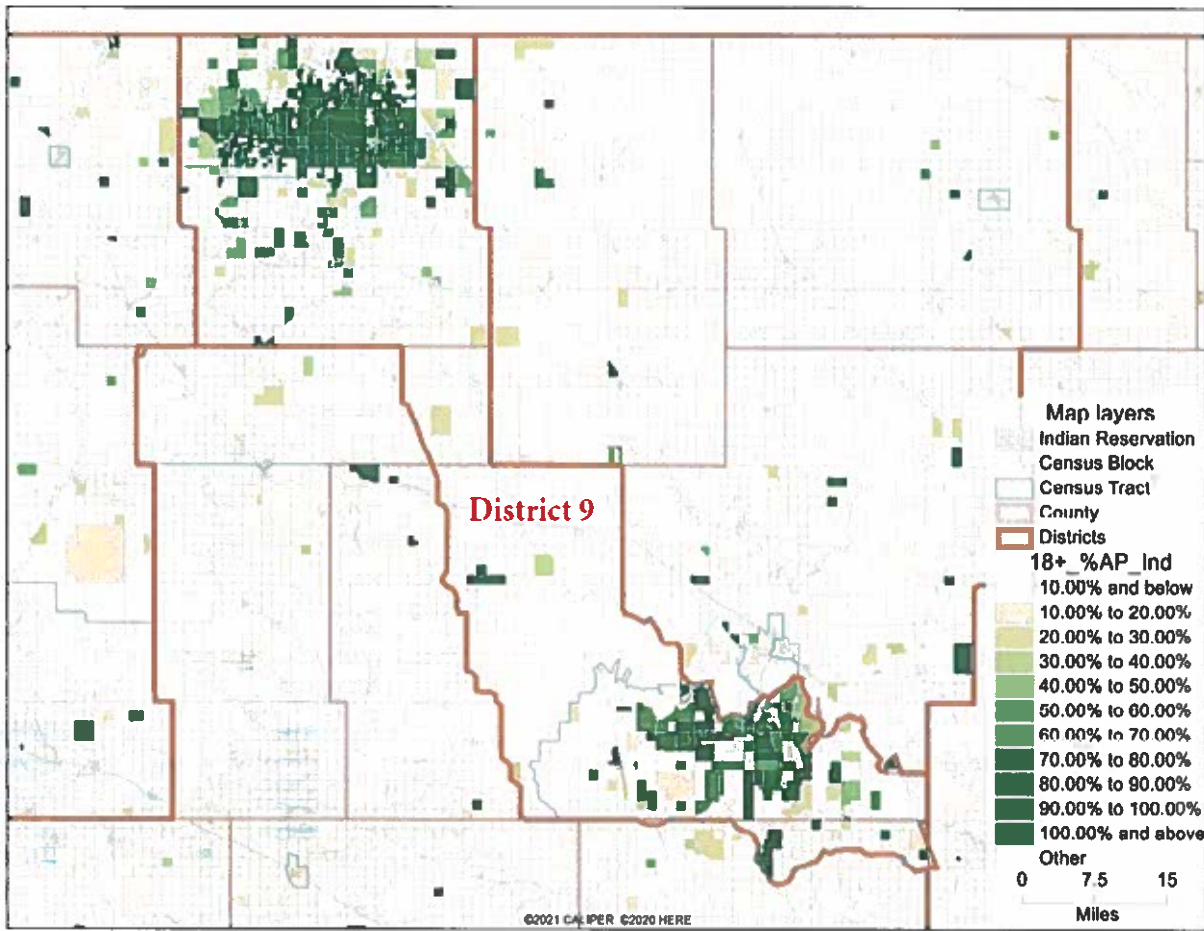 District 9
Map layers
Indian Reservation
Census Block
Census Tract
County
Districts
18+_%AP_Ind
10.00% and below
10.00% to 20.00%
20.00% to 30.00%
30.00% to 40.00%
40.00% to 50.00%
50.00% to 60.00%
60.00% to 70.00%
70.00% to 80.00%
80.00% to 90.00%
90.00% to 100.00%
100.00% and above
Other
0 7.5 15
Miles
©2021 CALIPER ©2020 HERE